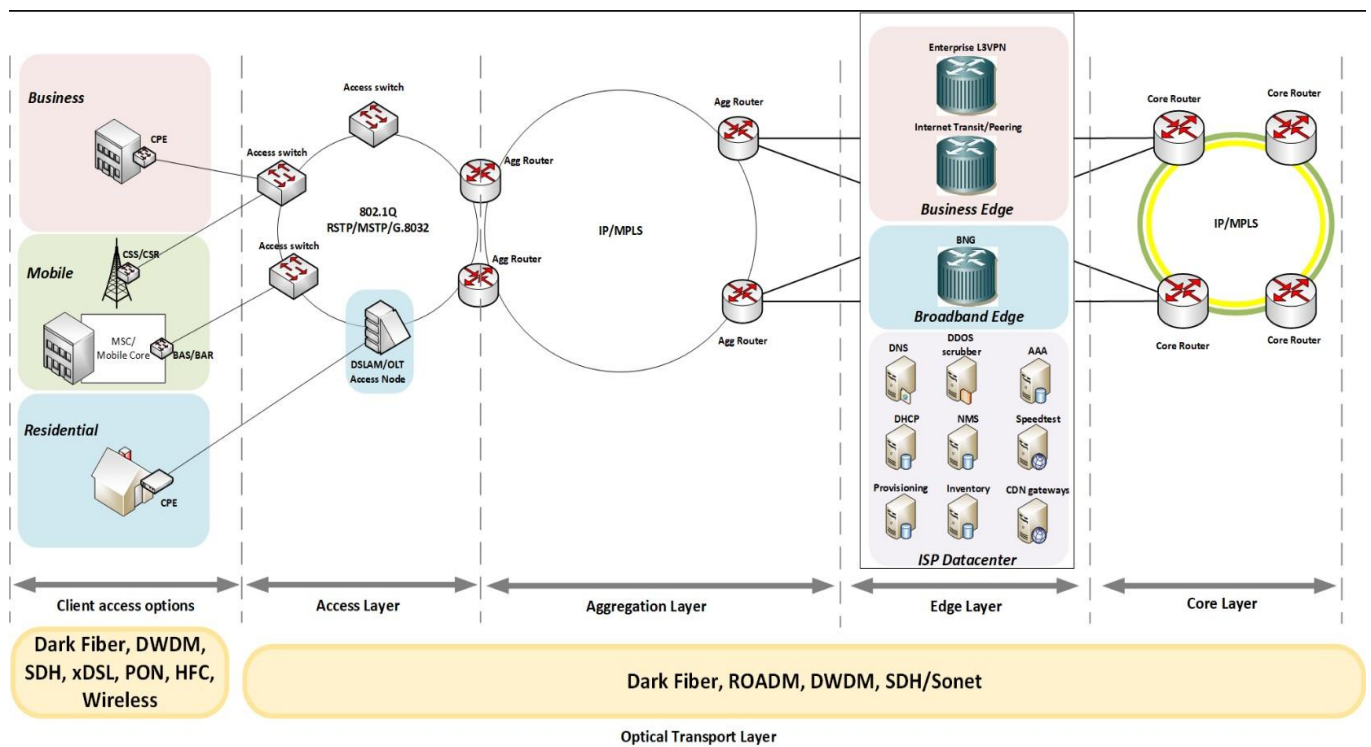 Business
CPE
Mobile
CSS/CSR
MSC/
Mobile Core
BAS/BAR
Residential
CPE
Access switch
Access switch
802.1Q
RSTP/MSTP/G.8032
Access switch
DSLAM/OLT
Access Node
Agg Router
Agg Router
IP/MPLS
Agg Router
Agg Router
Enterprise L3VPN
Internet Transit/Peering
Business Edge
BNG
Broadband Edge
DNS
DDOS
scrubber
AAA
DHCP
NMS
Speedtest
Provisioning
Inventory
CDN gateways
ISP Datacenter
Core Router
Core Router
IP/MPLS
Core Router
Core Router
Client access options
Access Layer
Aggregation Layer
Edge Layer
Core Layer
Dark Fiber, DWDM,
SDH, xDSL, PON, HFC,
Wireless
Dark Fiber, ROADM, DWDM, SDH/Sonet
Optical Transport Layer